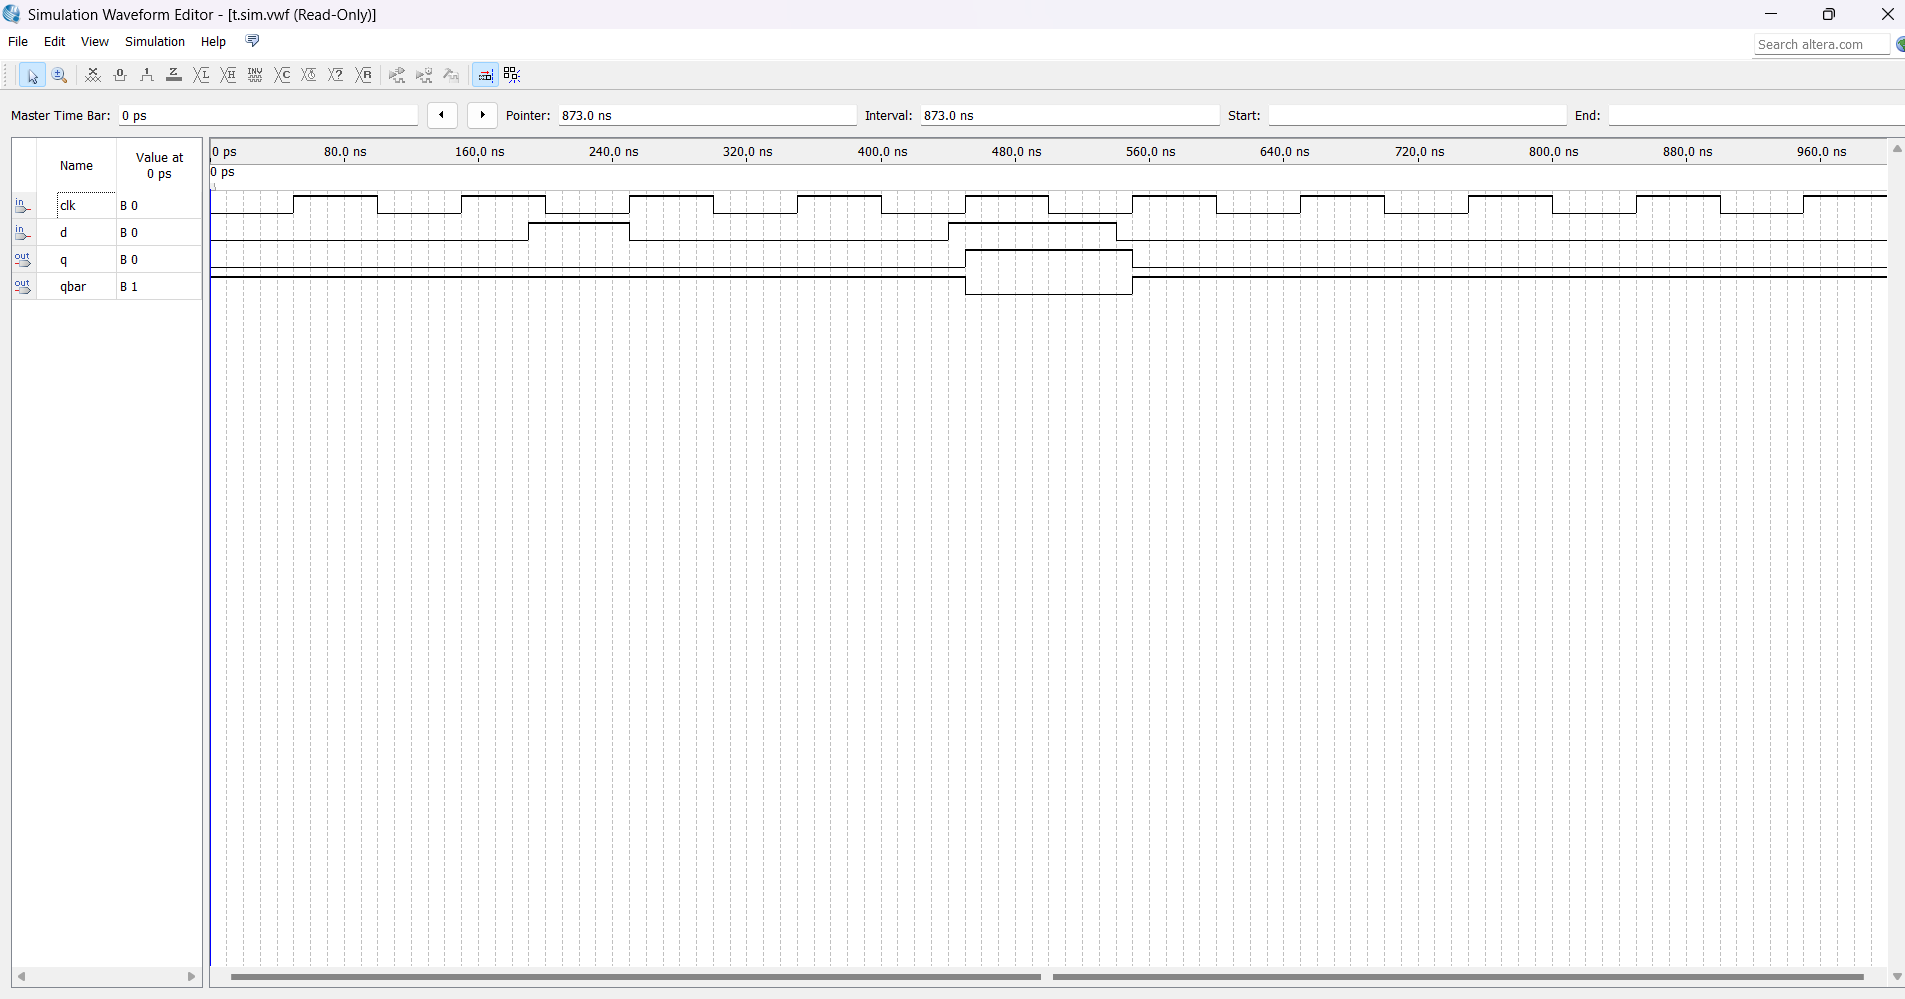 Simulation Waveform Editor - [t.sim.vwf (Read-Only)]
File Edit View Simulation Help
Search altera.com
Master Time Bar: 0 ps Pointer: 873.0 ns Interval: 873.0 ns Start: End:
Name Value at 0 ps
0 ps 80.0 ns 160.0 ns 240.0 ns 320.0 ns 400.0 ns 480.0 ns 560.0 ns 640.0 ns 720.0 ns 800.0 ns 880.0 ns 960.0 ns
0 ps
in clk B 0
in d B 0
out q B 0
out qbar B 1